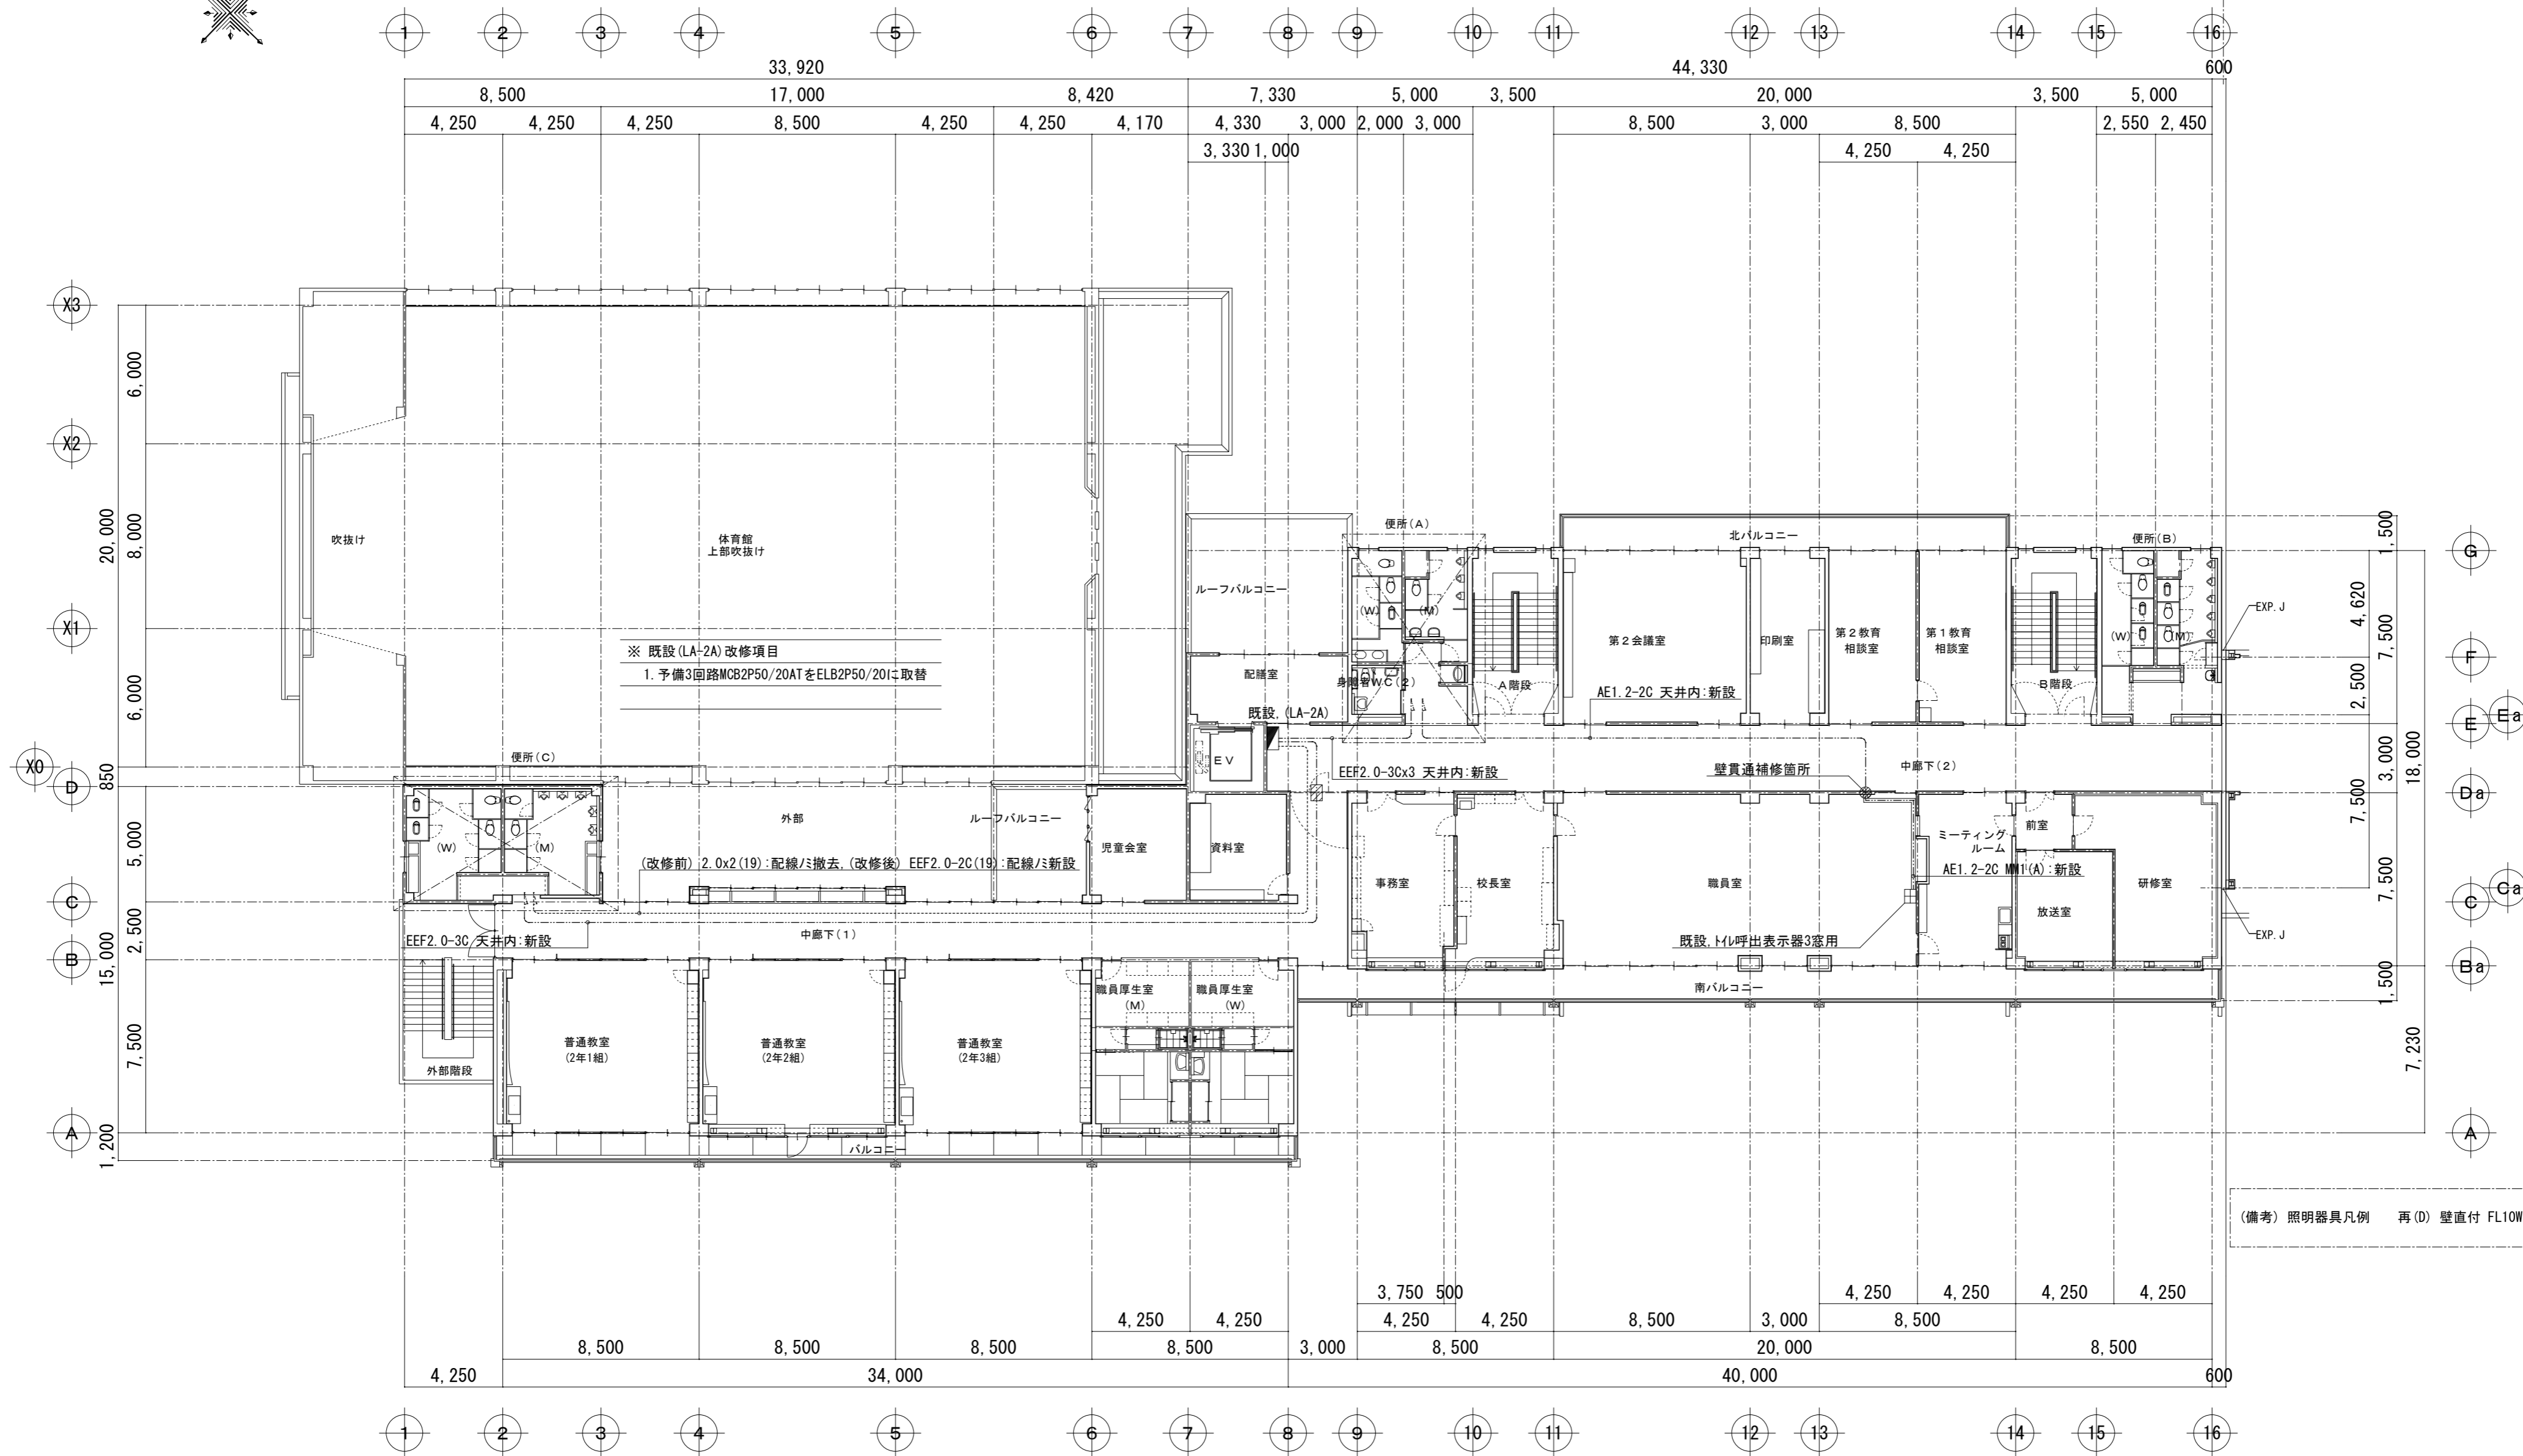 1 2 3 4 5 6 7 8 9 10 11 12 13 14 15 16
33,920 44,330 600
8,500 17,000 8,420 7,330 5,000 3,500 20,000 3,500 5,000
4,250 4,250 4,250 8,500 4,250 4,250 4,170 4,330 3,000 2,000 3,000 8,500 3,000 8,500 2,550 2,450
3,330 1,000 4,250 4,250
X3
6,000
X2
20,000
8,000
X1
6,000
X0
850
D
5,000
C
2,500
B
15,000
7,500
A
1,200
吹抜け
体育館
上部吹抜け
※ 既設(LA-2A)改修項目
1. 予備3回路MCB2P50/20ATをELB2P50/20に取替
便所(C)
(W)
(M)
外部
ルーフバルコニー
児童会室
資料室
(改修前) 2.0x2(19):配線ノミ撤去, (改修後) EEF2.0-2C(19):配線ノミ新設
EEF2.0-3C 天井内:新設
中廊下(1)
外部階段
普通教室
(2年1組)
普通教室
(2年2組)
普通教室
(2年3組)
職員厚生室
(M)
職員厚生室
(W)
バルコニー
ルーフバルコニー
配膳室
既設, (LA-2A)
EV
便所(A)
(W)
(M)
身障者WC(2)
A階段
EEF2.0-3Cx3 天井内:新設
北バルコニー
第2会議室
印刷室
第2教育
相談室
第1教育
相談室
AE1.2-2C 天井内:新設
壁貫通補修箇所
中廊下(2)
B階段
便所(B)
(W)
(M)
EXP.J
事務室
校長室
職員室
ミーティング
ルーム
前室
AE1.2-2C MM1(A):新設
研修室
放送室
既設,トイレ呼出表示器3窓用
南バルコニー
EXP.J
1,500
G
4,620
7,500
F
2,500
E
Ea
3,000
18,000
Da
7,500
7,500
C
Ca
Ba
1,500
7,230
A
(備考) 照明器具凡例 再(D) 壁直付 FL10W
3,750 500 4,250 4,250 4,250 4,250
4,250 4,250 4,250 4,250 8,500 3,000 8,500
8,500 8,500 8,500 8,500 3,000 8,500 20,000 8,500
4,250 34,000 40,000 600
1 2 3 4 5 6 7 8 9 10 11 12 13 14 15 16